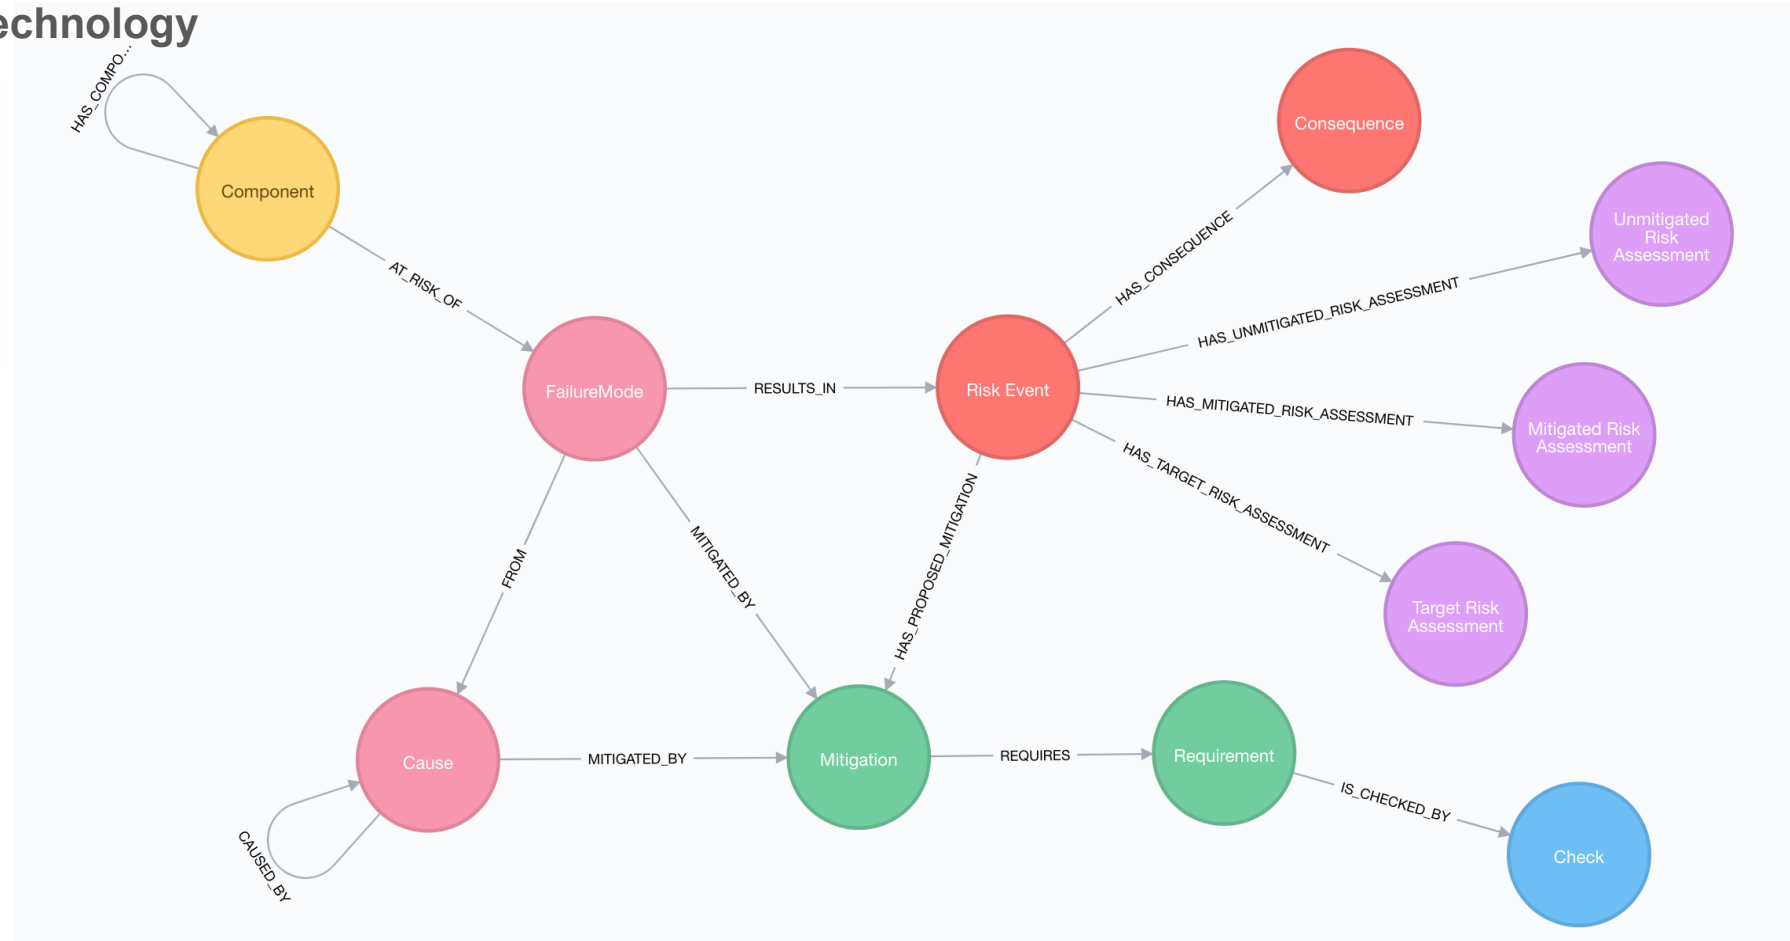 echnology
HAS_COMPO...
Component
AT_RISK_OF
FailureMode
RESULTS_IN
Risk Event
HAS_CONSEQUENCE
Consequence
HAS_UNMITIGATED_RISK_ASSESSMENT
Unmitigated
Risk
Assessment
HAS_MITIGATED_RISK_ASSESSMENT
Mitigated Risk
Assessment
HAS_TARGET_RISK_ASSESSMENT
Target Risk
Assessment
HAS_PROPOSED_MITIGATION
FROM
MITIGATED_BY
Cause
CAUSED_BY
MITIGATED_BY
Mitigation
REQUIRES
Requirement
IS_CHECKED_BY
Check